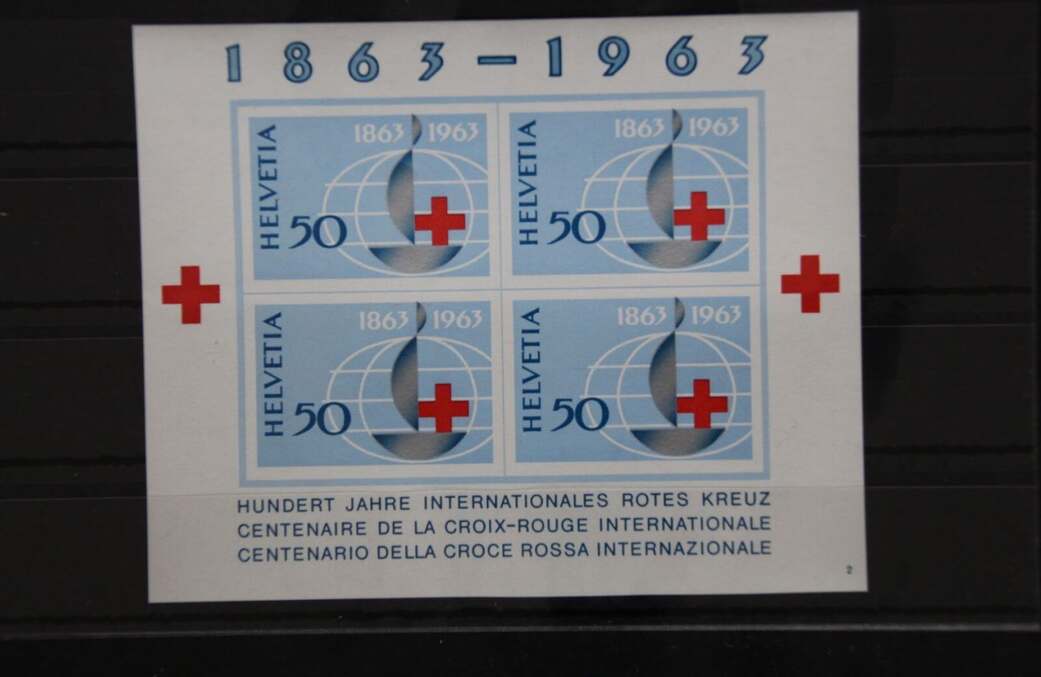 1863-1963
HELVETIA 50 1863 1963
HELVETIA 50 1863 1963
HELVETIA 50 1863 1963
HELVETIA 50 1863 1963
HUNDERT JAHRE INTERNATIONALES ROTES KREUZ
CENTENAIRE DE LA CROIX-ROUGE INTERNATIONALE
CENTENARIO DELLA CROCE ROSSA INTERNAZIONALE
2